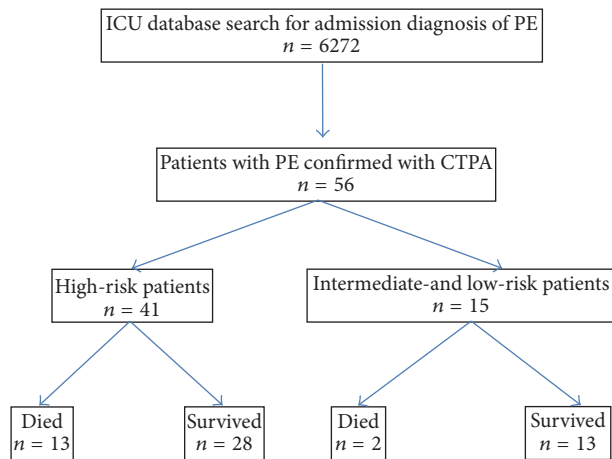 ICU database search for admission diagnosis of PE
n = 6272
Patients with PE confirmed with CTPA
n = 56
High-risk patients
n = 41
Intermediate-and low-risk patients
n = 15
Died
n = 13
Survived
n = 28
Died
n = 2
Survived
n = 13